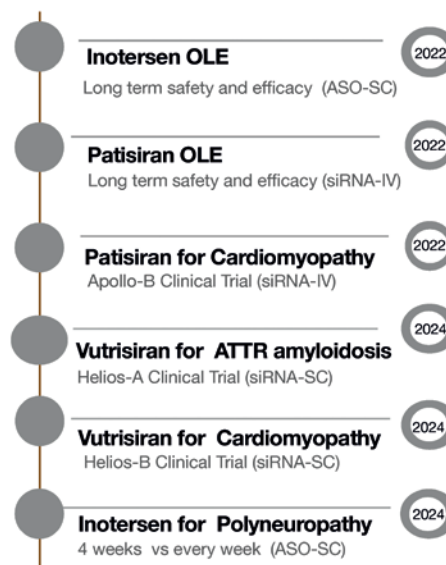 Inotersen OLE
2022
Long term safety and efficacy (ASO-SC)
Patisiran OLE
2022
Long term safety and efficacy (siRNA-IV)
Patisiran for Cardiomyopathy
2022
Apollo-B Clinical Trial (siRNA-IV)
Vutrisiran for ATTR amyloidosis
2024
Helios-A Clinical Trial (siRNA-SC)
Vutrisiran for Cardiomyopathy
2024
Helios-B Clinical Trial (siRNA-SC)
Inotersen for Polyneuropathy
2024
4 weeks vs every week (ASO-SC)